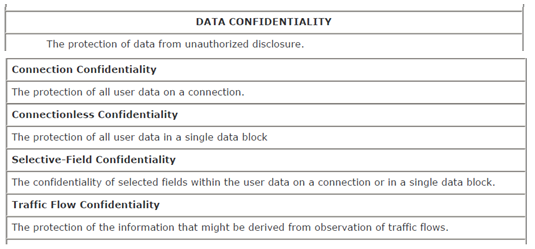 DATA CONFIDENTIALITY
The protection of data from unauthorized disclosure.
Connection Confidentiality
The protection of all user data on a connection.
Connectionless Confidentiality
The protection of all user data in a single data block
Selective-Field Confidentiality
The confidentiality of selected fields within the user data on a connection or in a single data block.
Traffic Flow Confidentiality
The protection of the information that might be derived from observation of traffic flows.